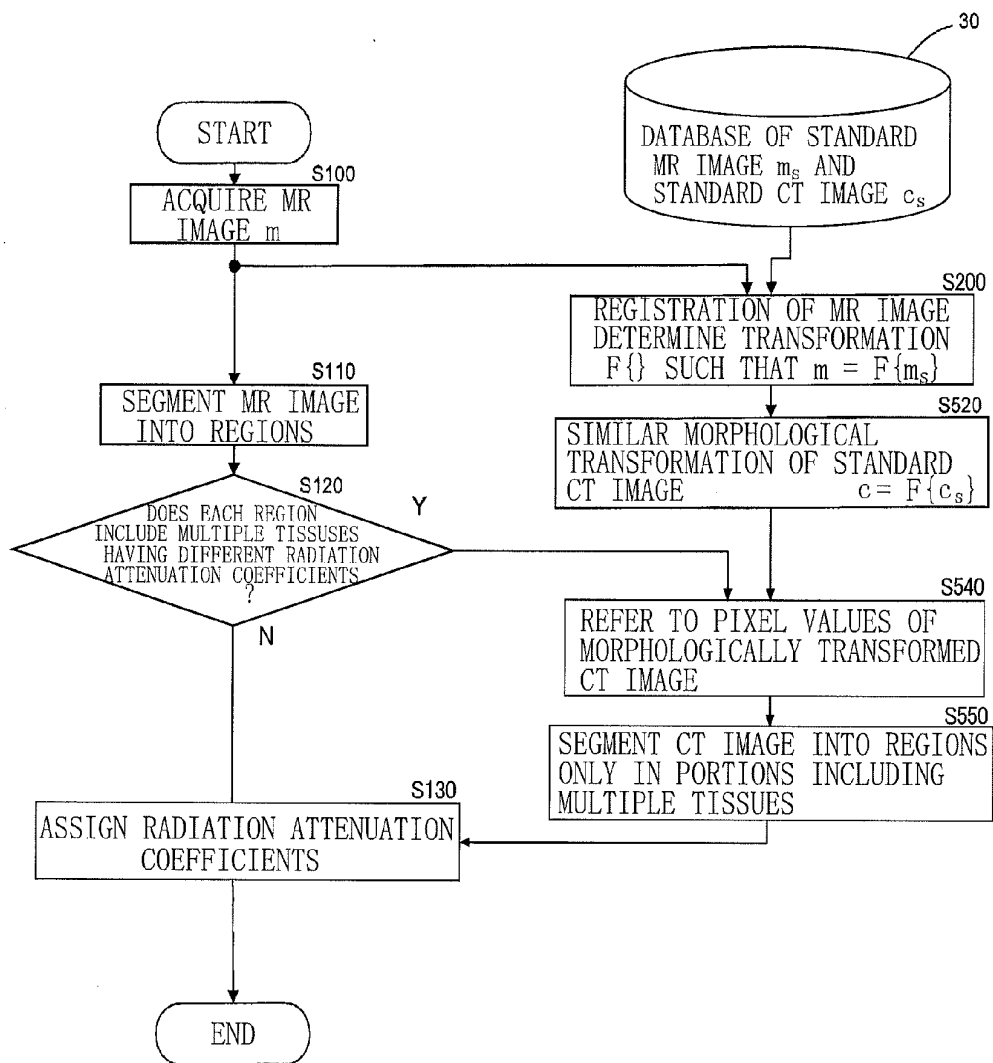 30
DATABASE OF STANDARD
MR IMAGE mₛ AND
STANDARD CT IMAGE cₛ
START
S100
ACQUIRE MR
IMAGE m
S200
REGISTRATION OF MR IMAGE
DETERMINE TRANSFORMATION
F{} SUCH THAT m = F{mₛ}
S110
SEGMENT MR IMAGE
INTO REGIONS
S520
SIMILAR MORPHOLOGICAL
TRANSFORMATION OF STANDARD
CT IMAGE c = F{cₛ}
S120
DOES EACH REGION
INCLUDE MULTIPLE TISSUSES
HAVING DIFFERENT RADIATION
ATTENUATION COEFFICIENTS
?
Y
N
S540
REFER TO PIXEL VALUES OF
MORPHOLOGICALLY TRANSFORMED
CT IMAGE
S550
SEGMENT CT IMAGE INTO REGIONS
ONLY IN PORTIONS INCLUDING
MULTIPLE TISSUES
S130
ASSIGN RADIATION ATTENUATION
COEFFICIENTS
END